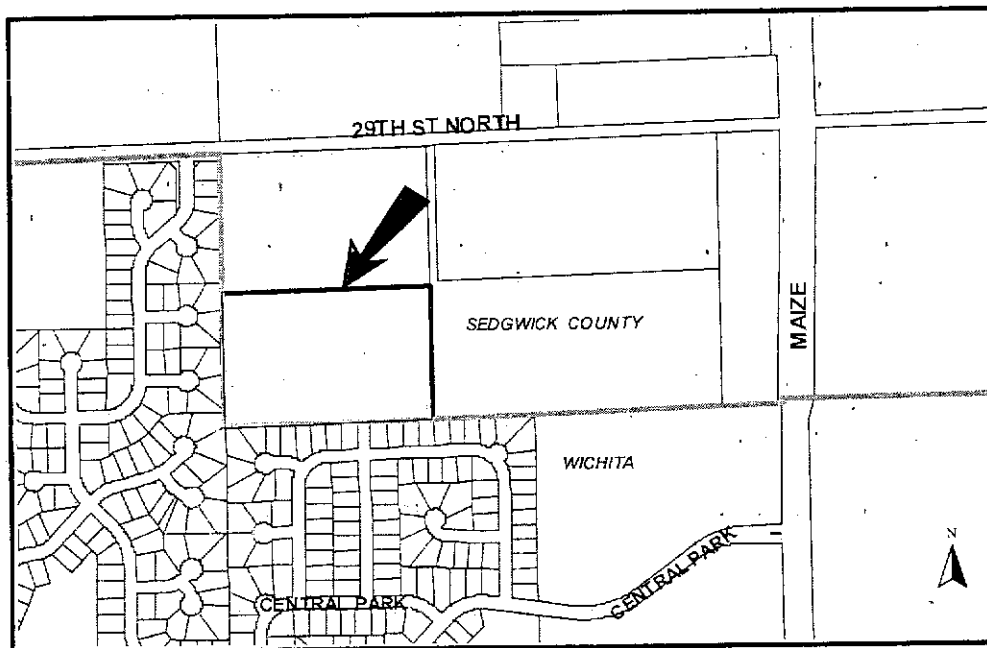 29TH ST NORTH
SEDGWICK COUNTY
MAIZE
WICHITA
CENTRAL PARK
CENTRAL PARK
N